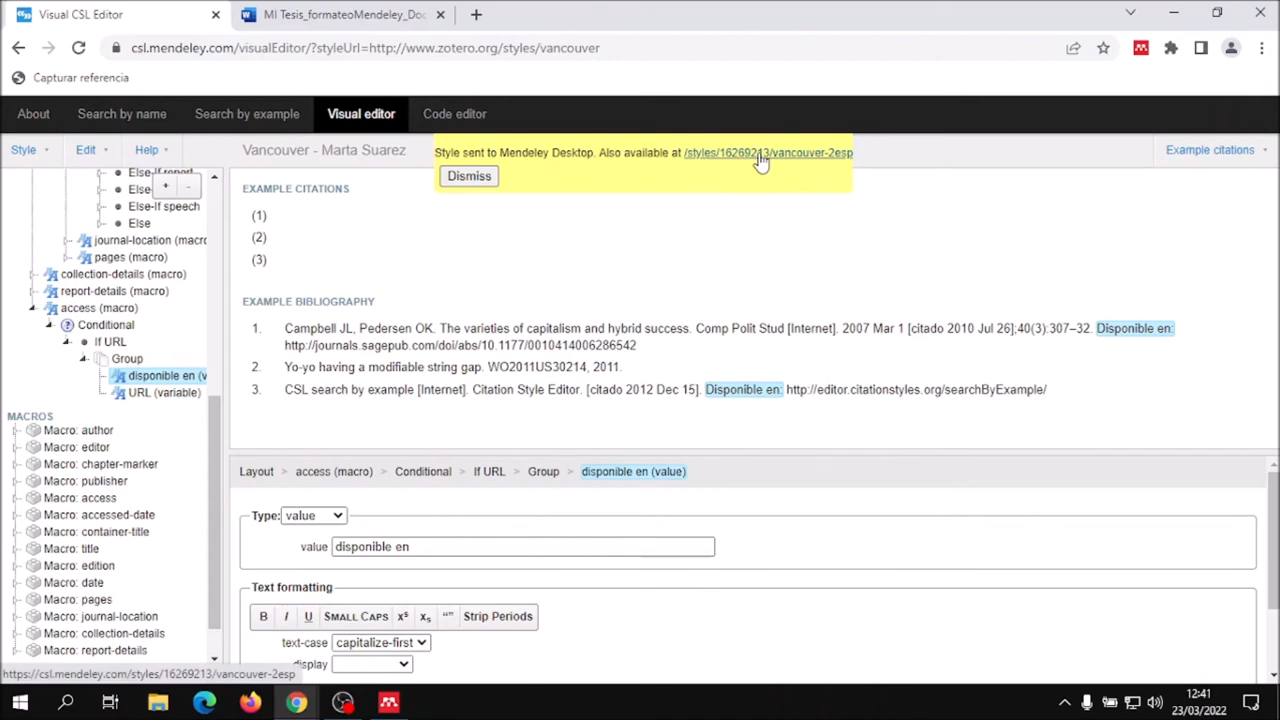 Visual CSL Editor
MI Tesis_formateoMendeley_Doc
csl.mendeley.com/visualEditor/?styleUrl=http://www.zotero.org/styles/vancouver
Capturar referencia
About
Search by name
Search by example
Visual editor
Code editor
Style
Edit
Help
Vancouver - Marta Suarez
Style sent to Mendeley Desktop. Also available at /styles/16269213/vancouver-2esp
Dismiss
Example citations
Else-If report
+ -
Else-
Else-If speech
Else
journal-location (macro
pages (macro)
collection-details (macro)
report-details (macro)
access (macro)
Conditional
If URL
Group
disponible en (v
URL (variable)
MACROS
Macro: author
Macro: editor
Macro: chapter-marker
Macro: publisher
Macro: access
Macro: accessed-date
Macro: container-title
Macro: title
Macro: edition
Macro: date
Macro: pages
Macro: journal-location
Macro: collection-details
Macro: report-details
EXAMPLE CITATIONS
(1)
(2)
(3)
EXAMPLE BIBLIOGRAPHY
1. Campbell JL, Pedersen OK. The varieties of capitalism and hybrid success. Comp Polit Stud [Internet]. 2007 Mar 1 [citado 2010 Jul 26];40(3):307–32. Disponible en:
http://journals.sagepub.com/doi/abs/10.1177/0010414006286542
2. Yo-yo having a modifiable string gap. WO2011US30214, 2011.
3. CSL search by example [Internet]. Citation Style Editor. [citado 2012 Dec 15]. Disponible en: http://editor.citationstyles.org/searchByExample/
Layout > access (macro) > Conditional > If URL > Group > disponible en (value)
Type: value
value disponible en
Text formatting
B I U SMALL CAPS x⁵ x₅ “” Strip Periods
text-case capitalize-first
display
https://csl.mendeley.com/styles/16269213/vancouver-2esp
12:41
23/03/2022